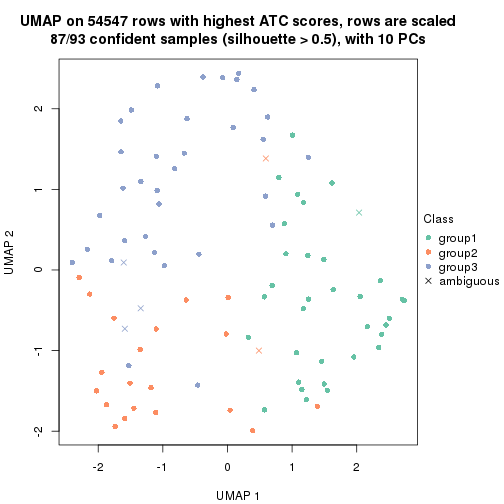 UMAP on 54547 rows with highest ATC scores, rows are scaled
87/93 confident samples (silhouette > 0.5), with 10 PCs
2
1
0
-1
-2
UMAP 2
-2
-1
0
1
2
UMAP 1
Class
group1
group2
group3
ambiguous